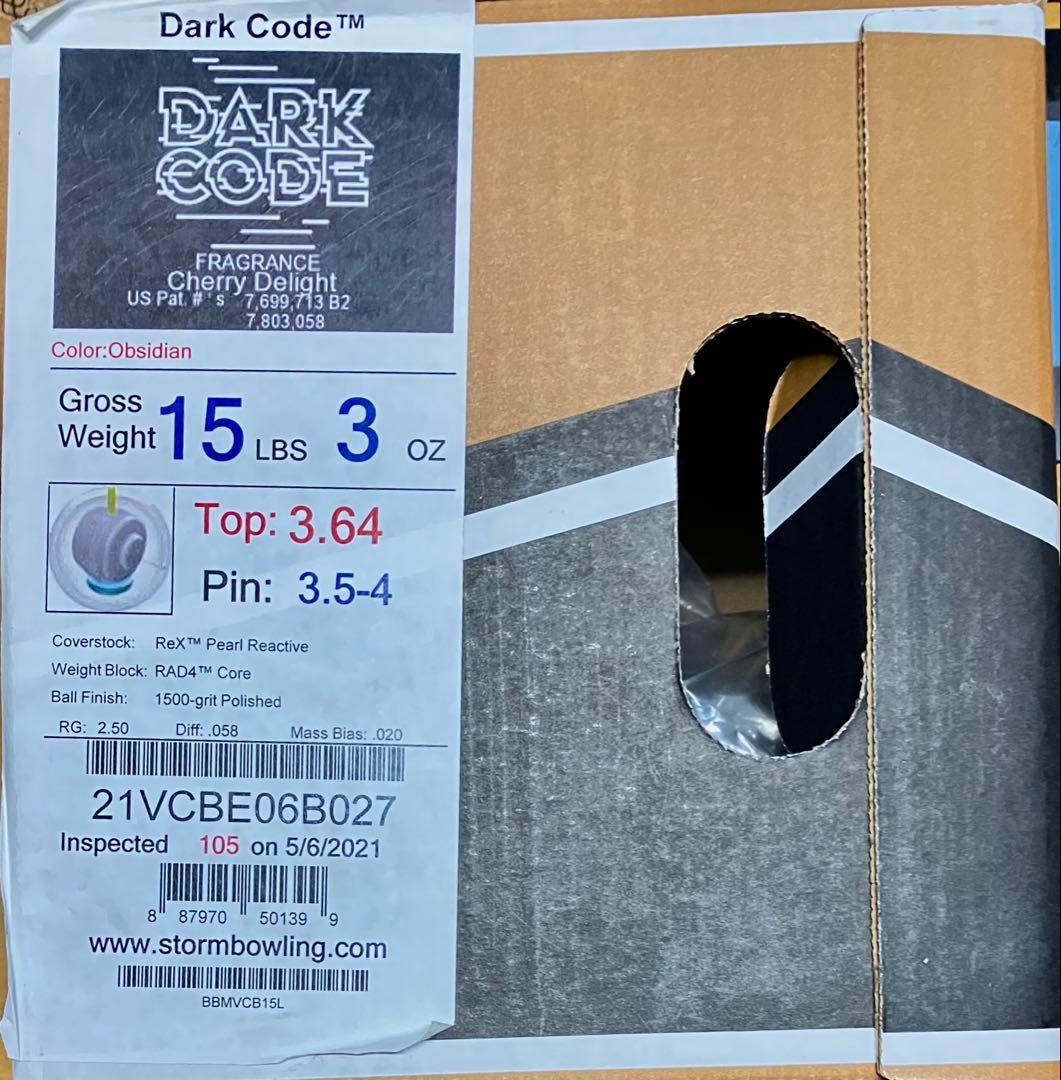 Dark Code™
DARK
CODE
FRAGRANCE
Cherry Delight
US Pat. # ' s 7,699,713 B2
7,803,058
Color:Obsidian
Gross
Weight 15 LBS 3 OZ
Top: 3.64
Pin: 3.5-4
Coverstock: ReX™ Pearl Reactive
Weight Block: RAD4™ Core
Ball Finish: 1500-grit Polished
RG: 2.50 Diff: .058 Mass Bias: .020
21VCBE06B027
Inspected 105 on 5/6/2021
8 87970 50139 9
www.stormbowling.com
BBMVCB15L